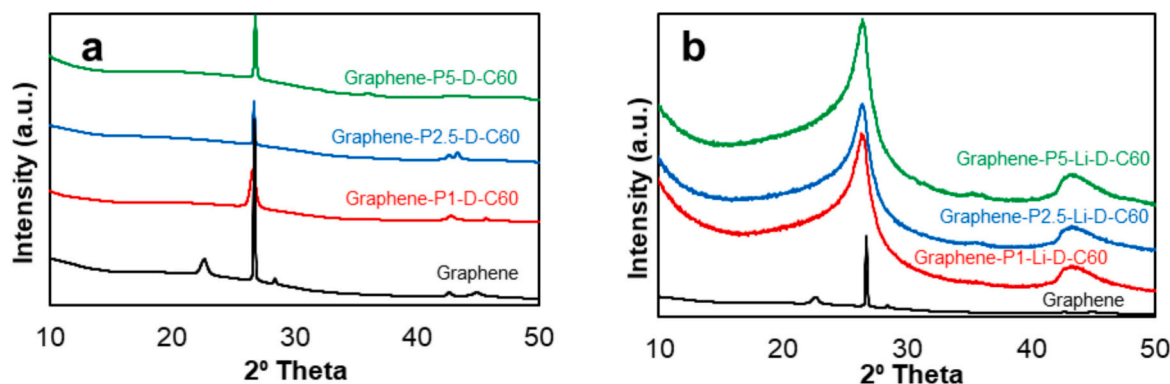 a
Intensity (a.u.)
Graphene-P5-D-C60
Graphene-P2.5-D-C60
Graphene-P1-D-C60
Graphene
10 20 30 40 50
2º Theta
b
Intensity (a.u.)
Graphene-P5-Li-D-C60
Graphene-P2.5-Li-D-C60
Graphene-P1-Li-D-C60
Graphene
10 20 30 40 50
2º Theta